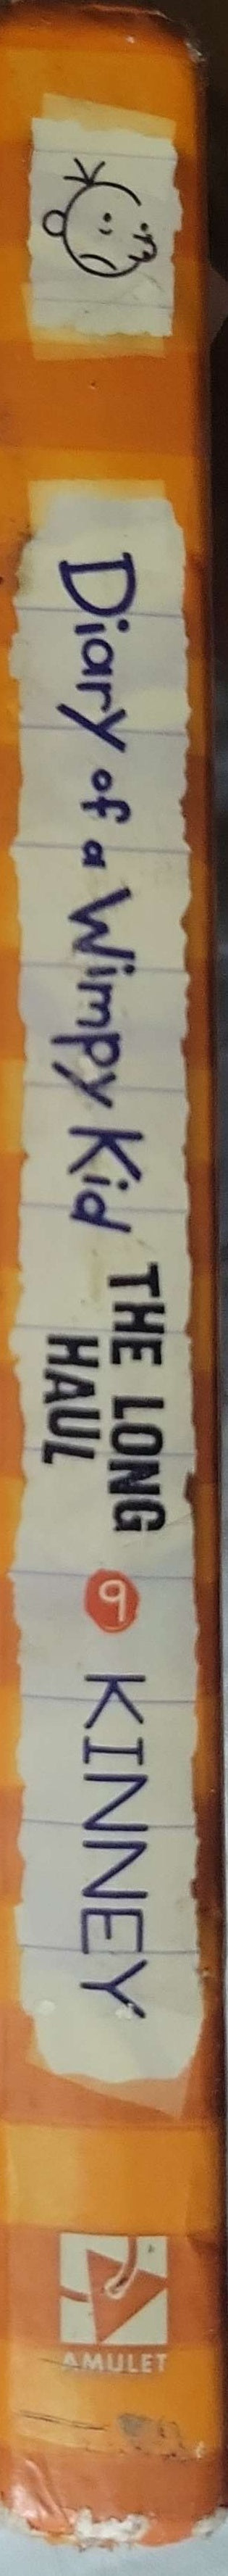 Diary of a Wimpy Kid
THE LONG
HAUL
9
KINNEY
AMULET